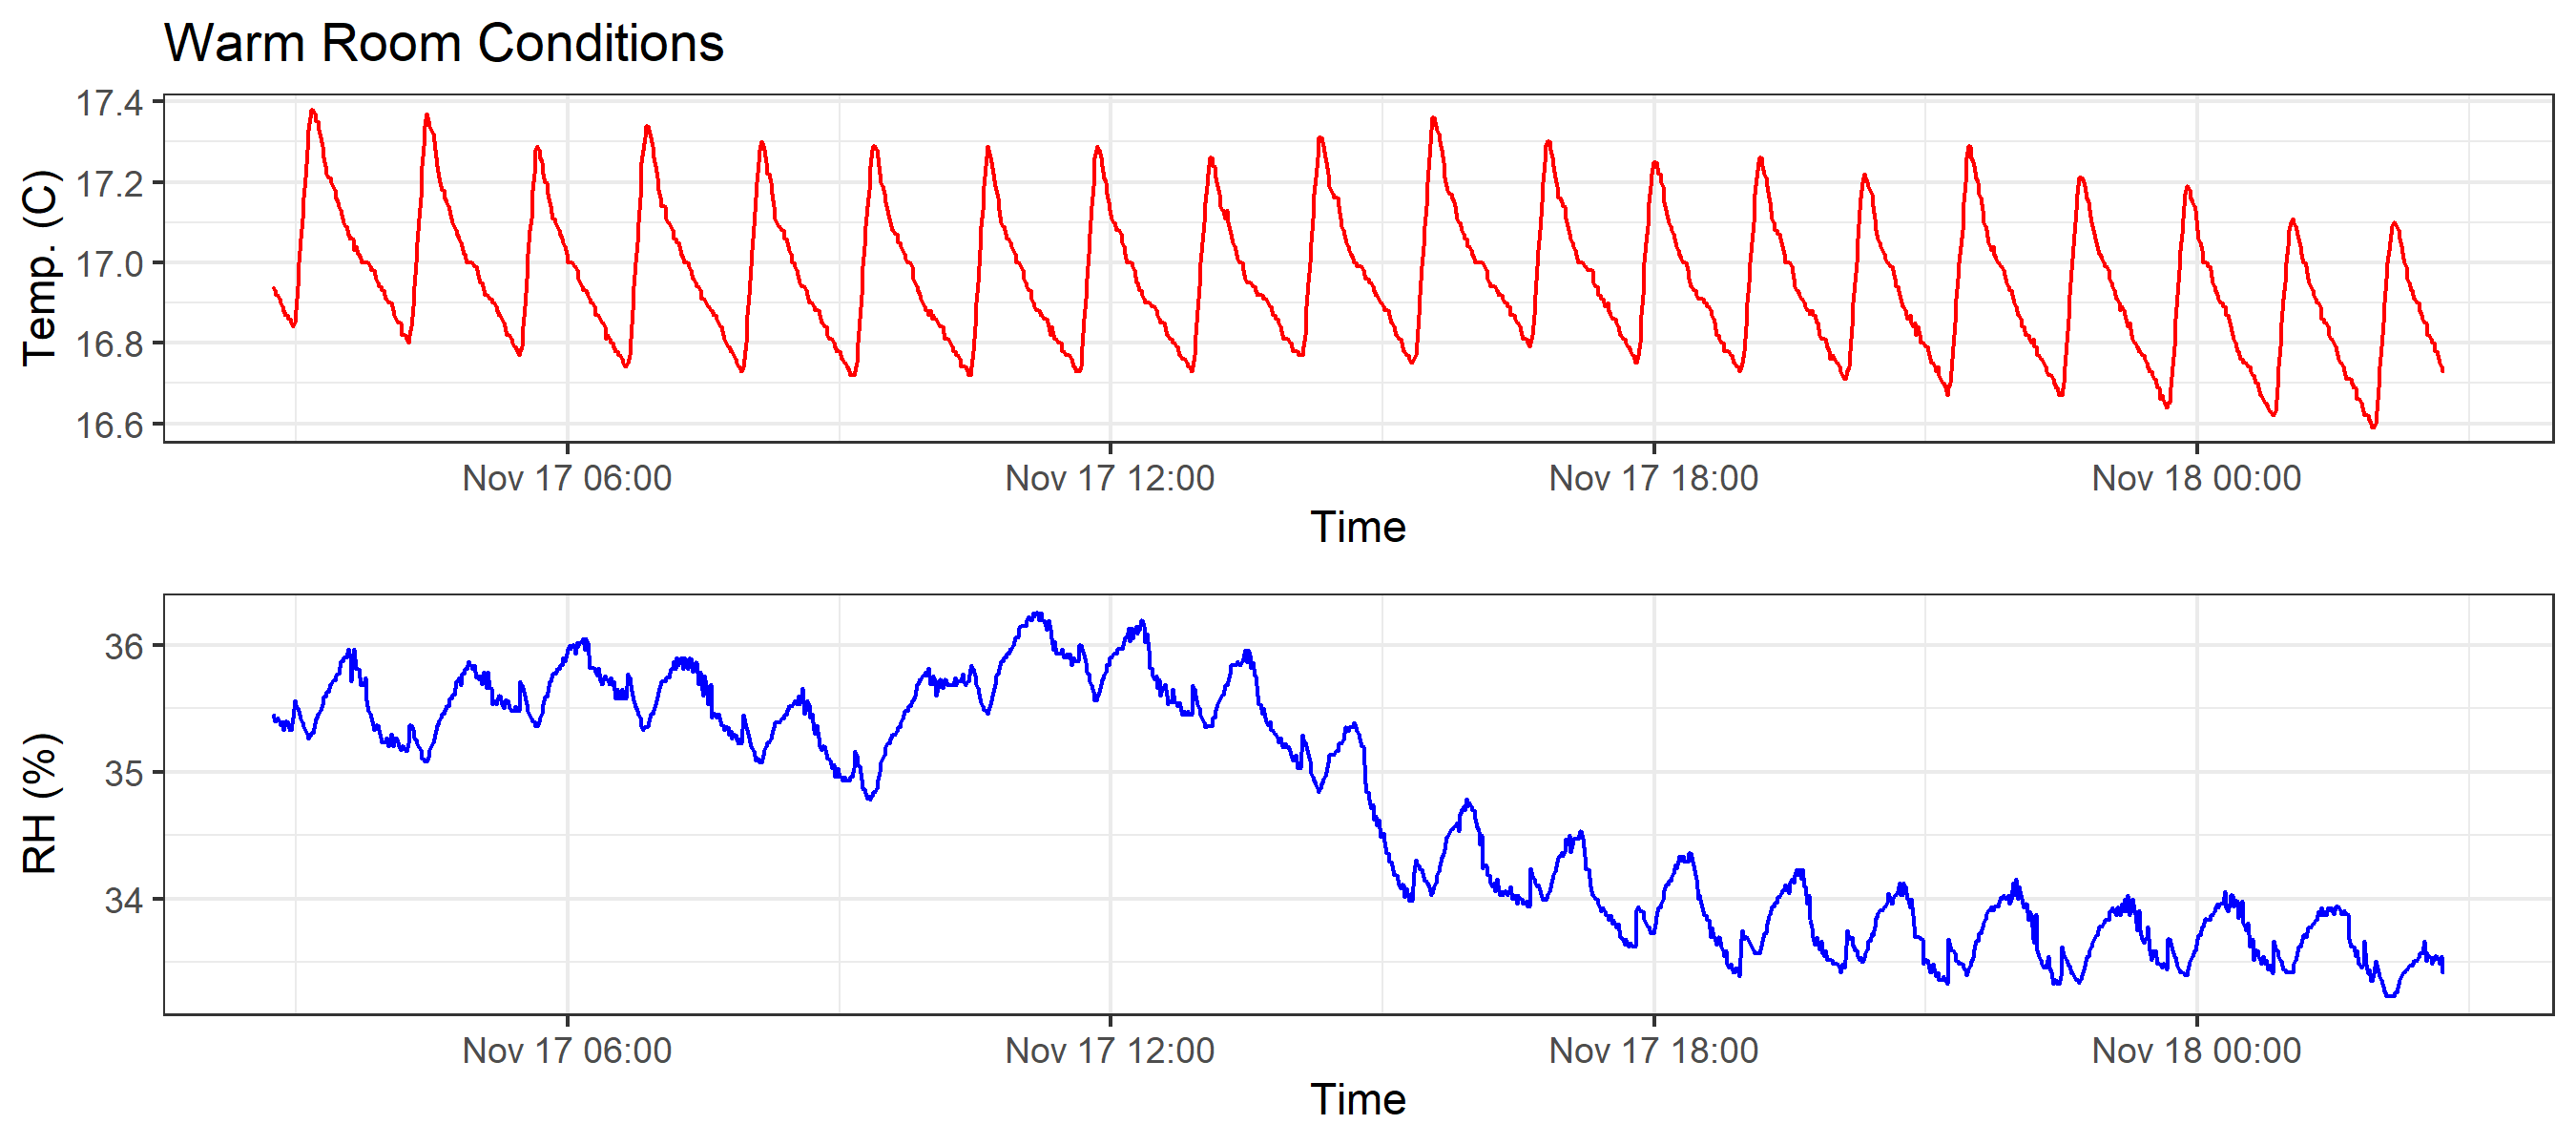 Warm Room Conditions
Temp. (C)
17.4
17.2
17.0
16.8
16.6
Nov 17 06:00 Nov 17 12:00 Nov 17 18:00 Nov 18 00:00
Time
RH (%)
36
35
34
Nov 17 06:00 Nov 17 12:00 Nov 17 18:00 Nov 18 00:00
Time